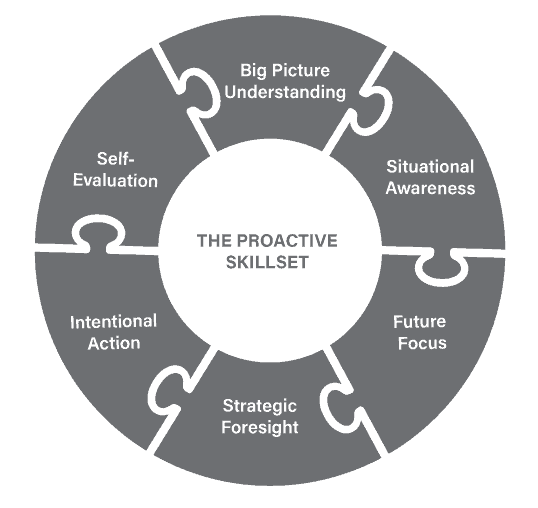 Big Picture
Understanding
Situational
Awareness
Future
Focus
Strategic
Foresight
Intentional
Action
Self-
Evaluation
THE PROACTIVE
SKILLSET